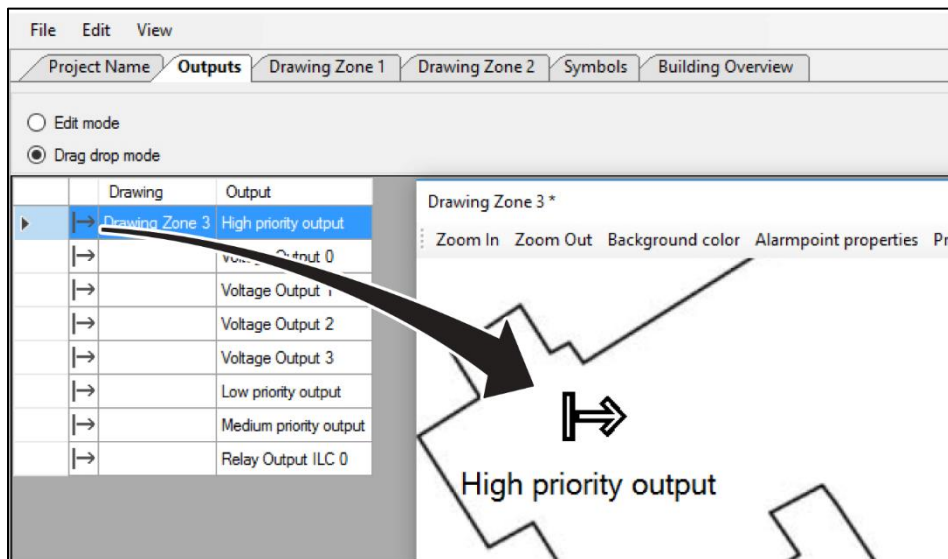 File Edit View
Project Name Outputs Drawing Zone 1 Drawing Zone 2 Symbols Building Overview
Edit mode
Drag drop mode
Drawing Output
Drawing Zone 3 High priority output
Voltage Output 0
Voltage Output 1
Voltage Output 2
Voltage Output 3
Low priority output
Medium priority output
Relay Output ILC 0
Drawing Zone 3 *
Zoom In Zoom Out Background color Alarmpoint properties
High priority output